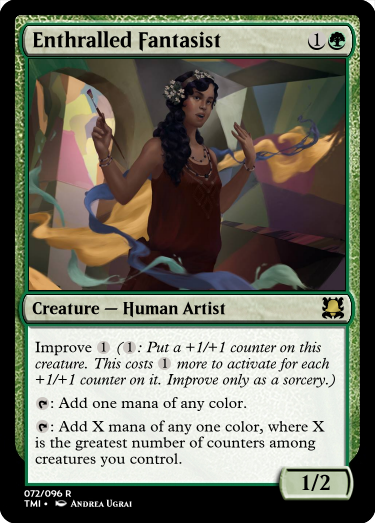 Enthralled Fantasist 1
Creature — Human Artist
Improve 1 (1: Put a +1/+1 counter on this
creature. This costs 1 more to activate for each
+1/+1 counter on it. Improve only as a sorcery.)
: Add one mana of any color.
: Add X mana of any one color, where X
is the greatest number of counters among
creatures you control.
1/2
072/096 R
TMI • Andrea Ugrai